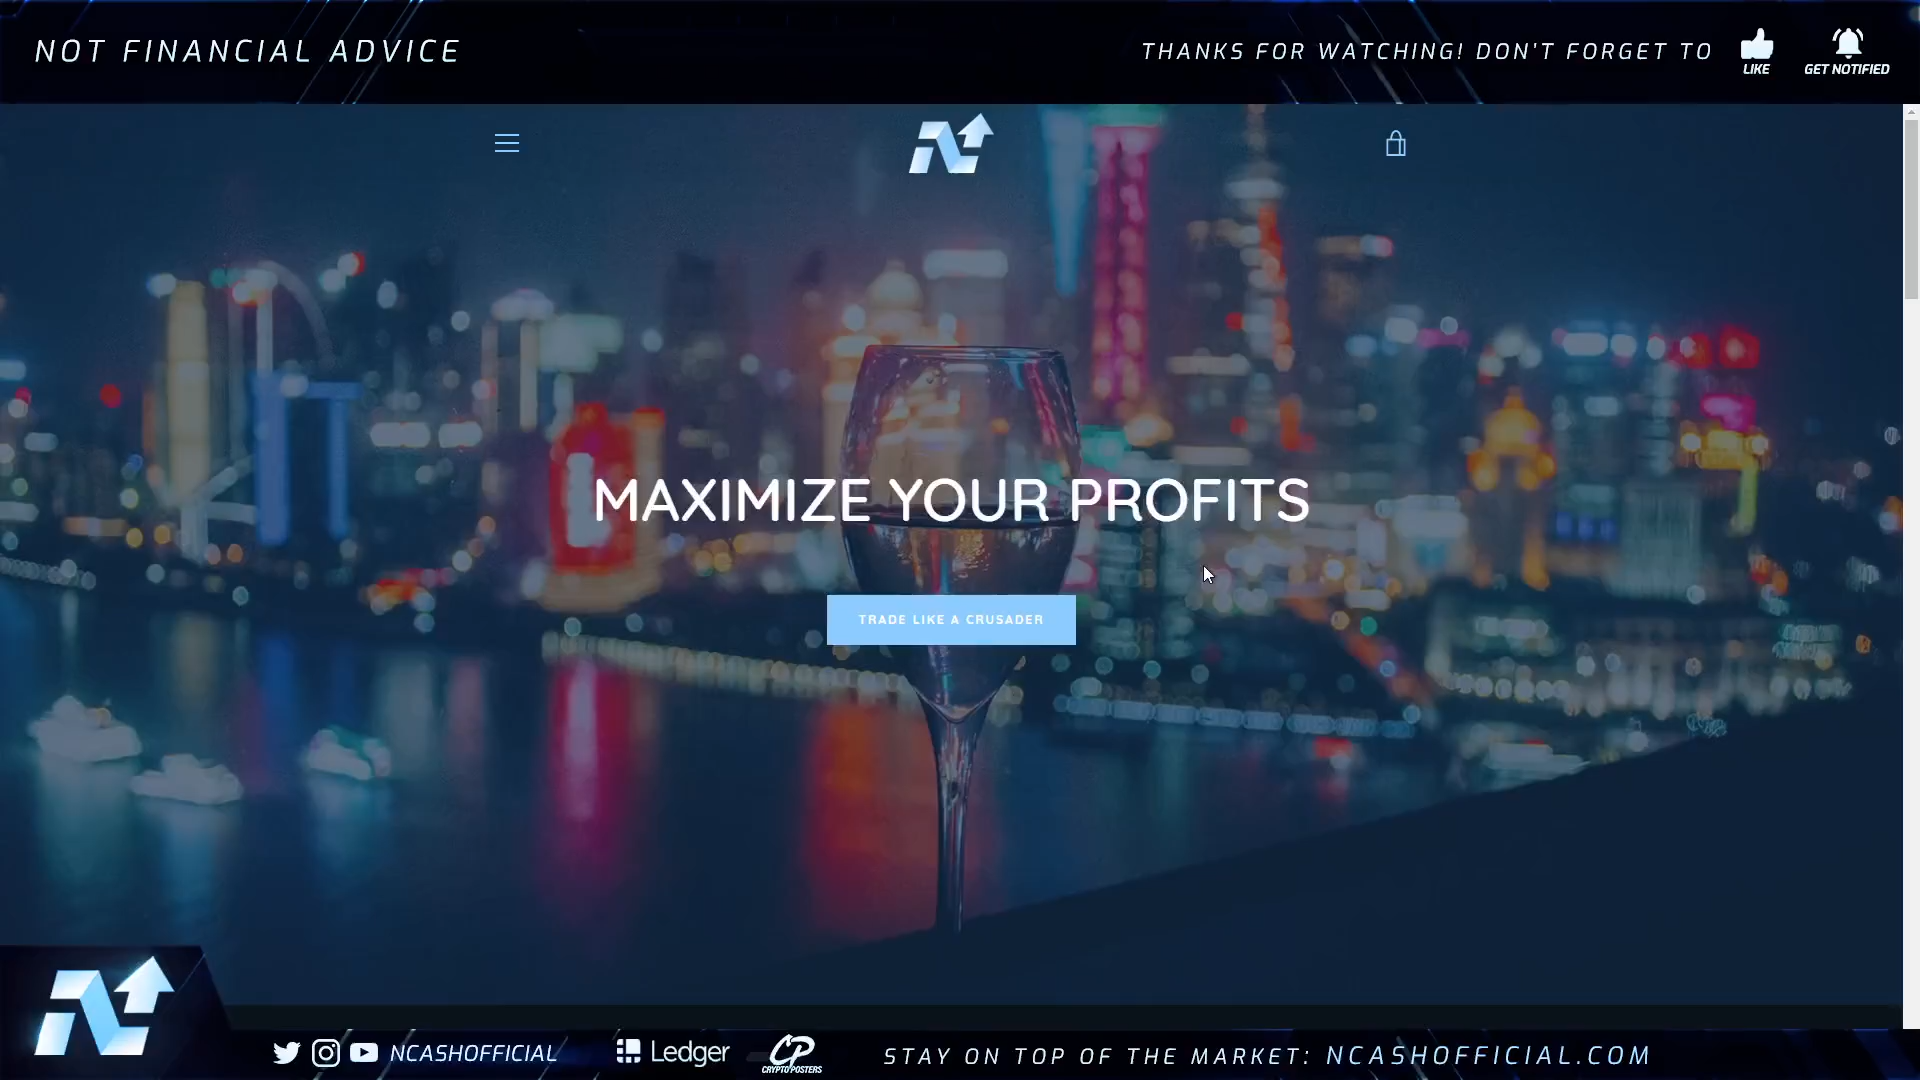 NOT FINANCIAL ADVICE
THANKS FOR WATCHING! DON'T FORGET TO
LIKE
GET NOTIFIED
MAXIMIZE YOUR PROFITS
TRADE LIKE A CRUSADER
NCASHOFFICIAL
Ledger
CP
CRYPTO POSTERS
STAY ON TOP OF THE MARKET: NCASHOFFICIAL.COM